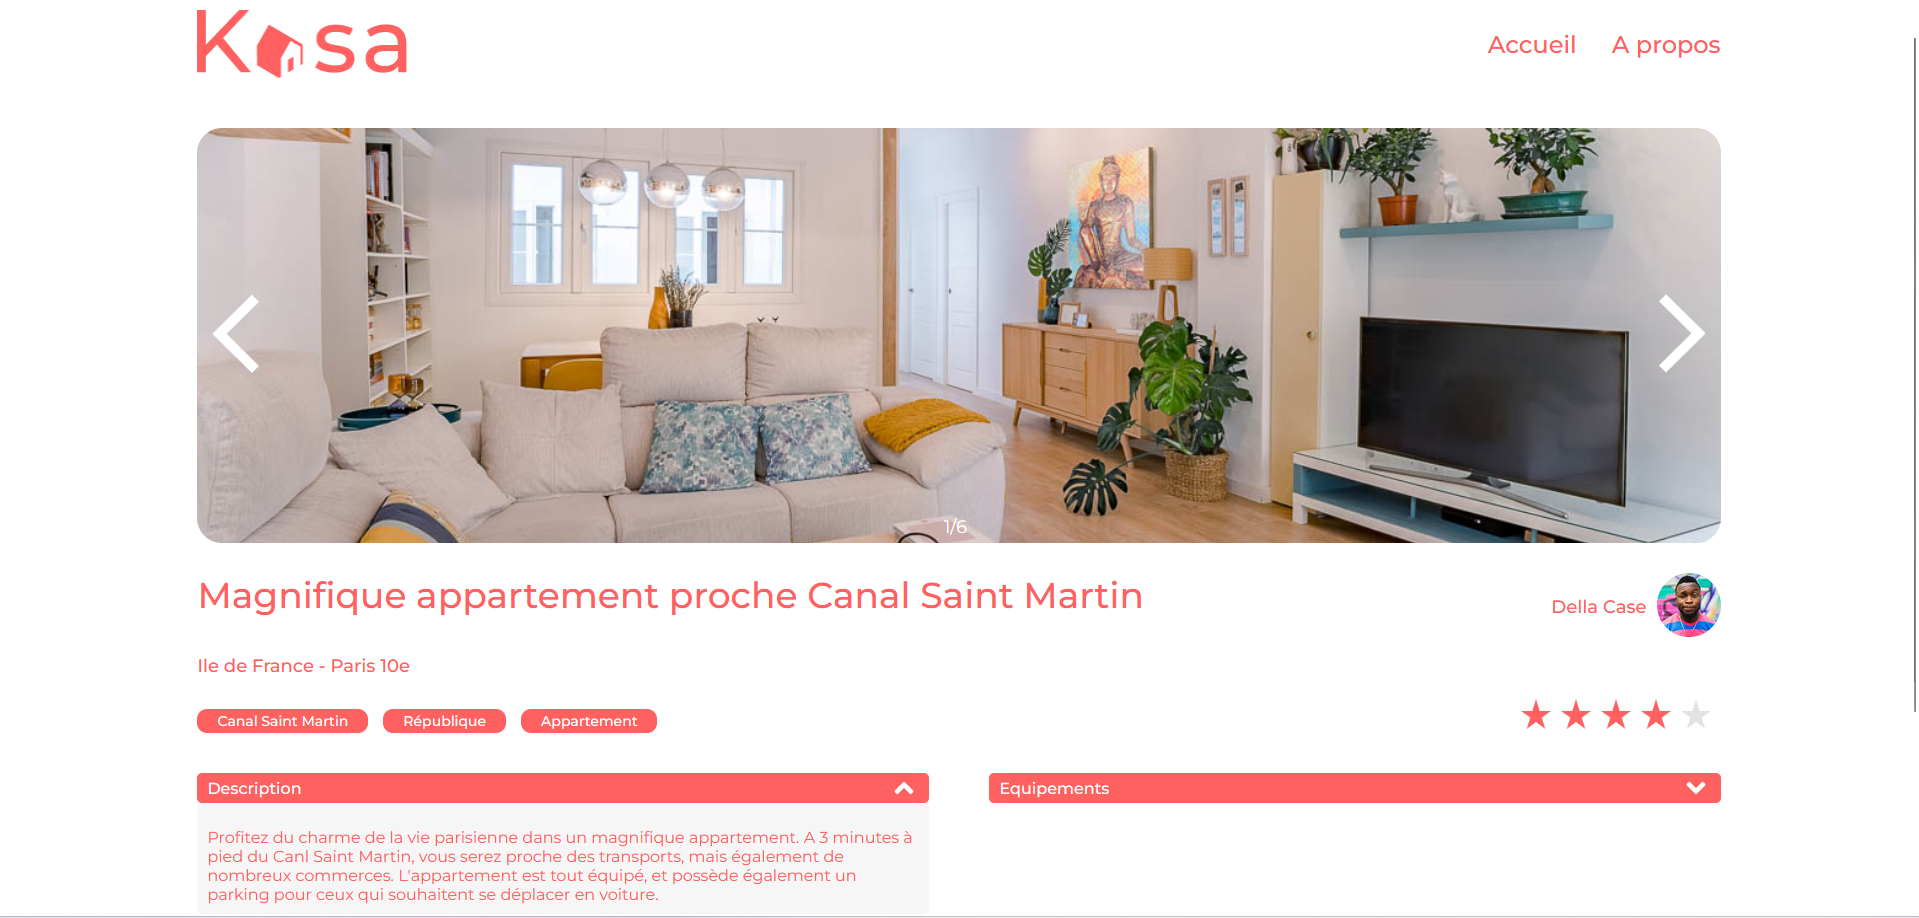 Kasa
Accueil A propos
1/6
Magnifique appartement proche Canal Saint Martin
Della Case
Ile de France - Paris 10e
Canal Saint Martin République Appartement
Description
Profitez du charme de la vie parisienne dans un magnifique appartement. A 3 minutes à
pied du Canl Saint Martin, vous serez proche des transports, mais également de
nombreux commerces. L'appartement est tout équipé, et possède également un
parking pour ceux qui souhaitent se déplacer en voiture.
Equipements